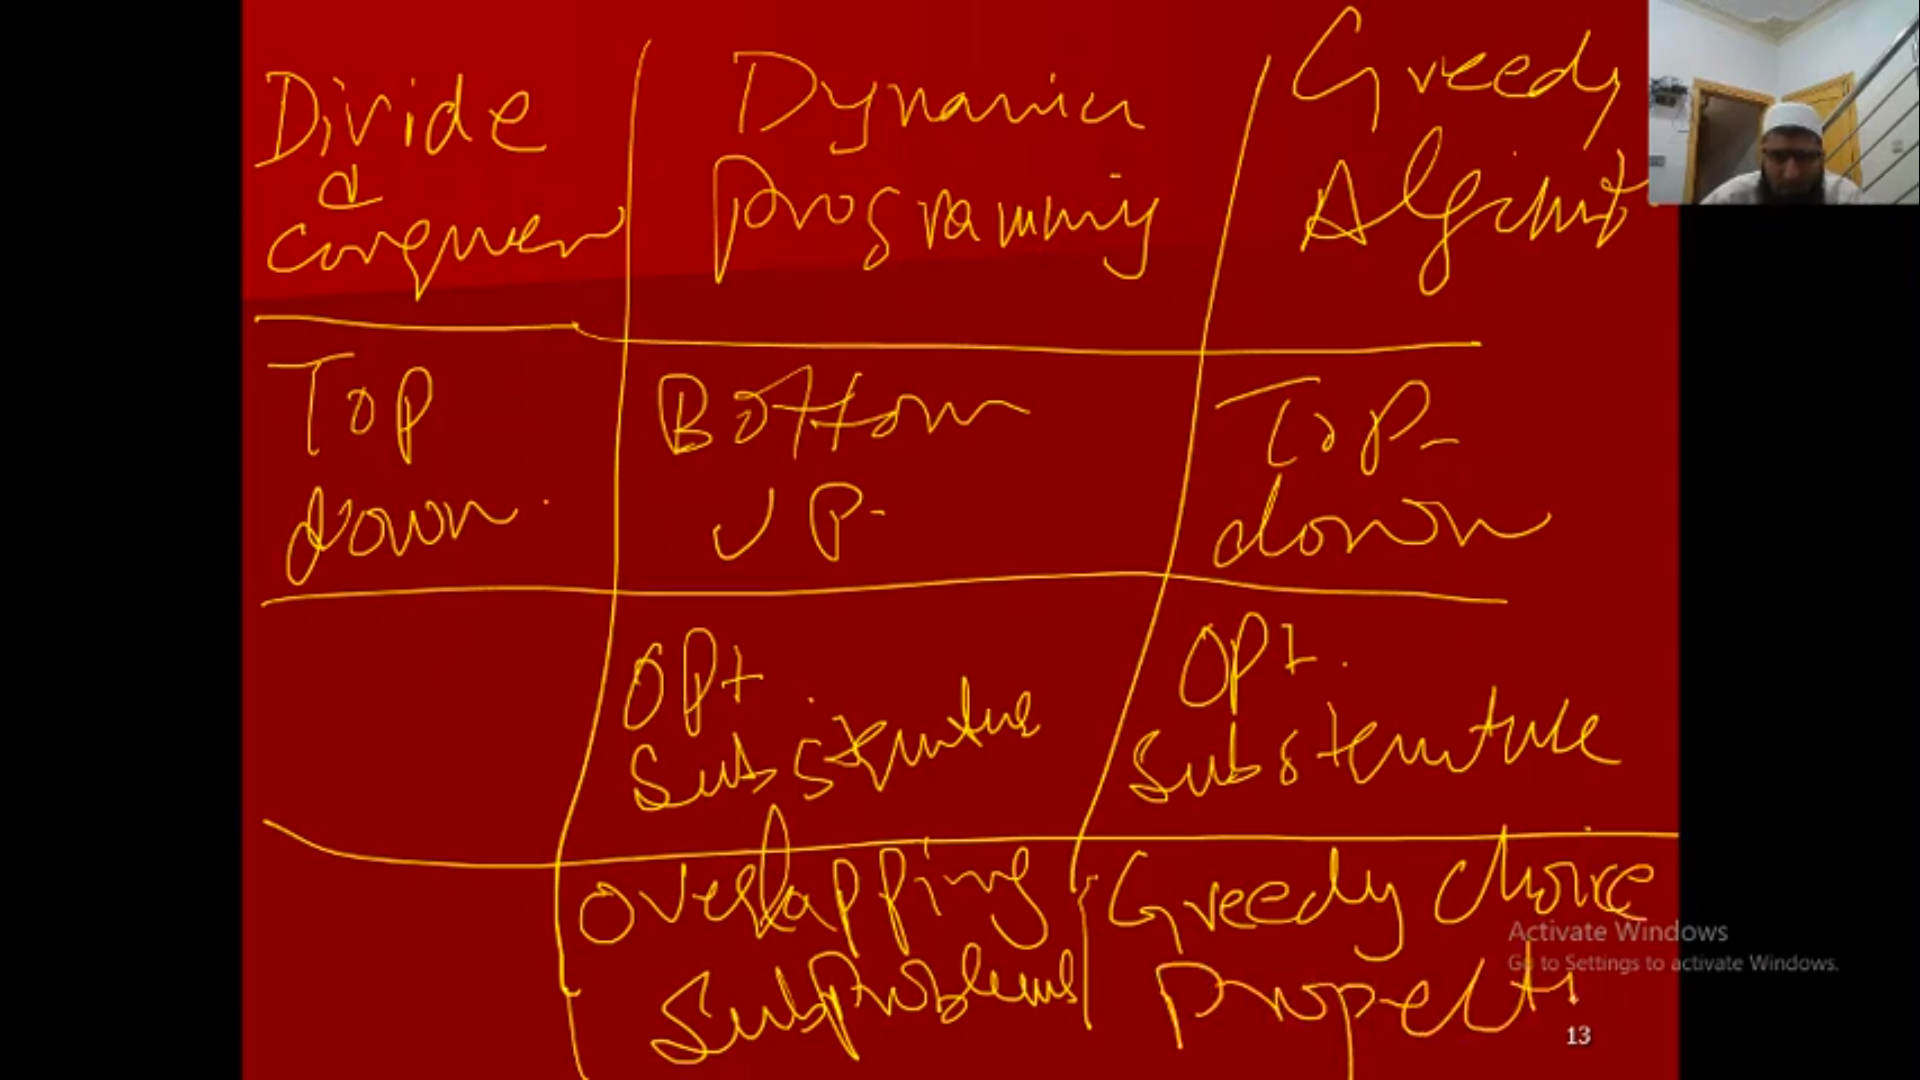 Divide
&
Conquer
Dynamic
Programming
Greedy
Top
down.
Bottom
UP-
Top-
down
Opt
Substructure
Opt.
Substructure
Overlapping
Subproblems
Greedy choice
Property
Activate Windows
Go to Settings to activate Windows.
13